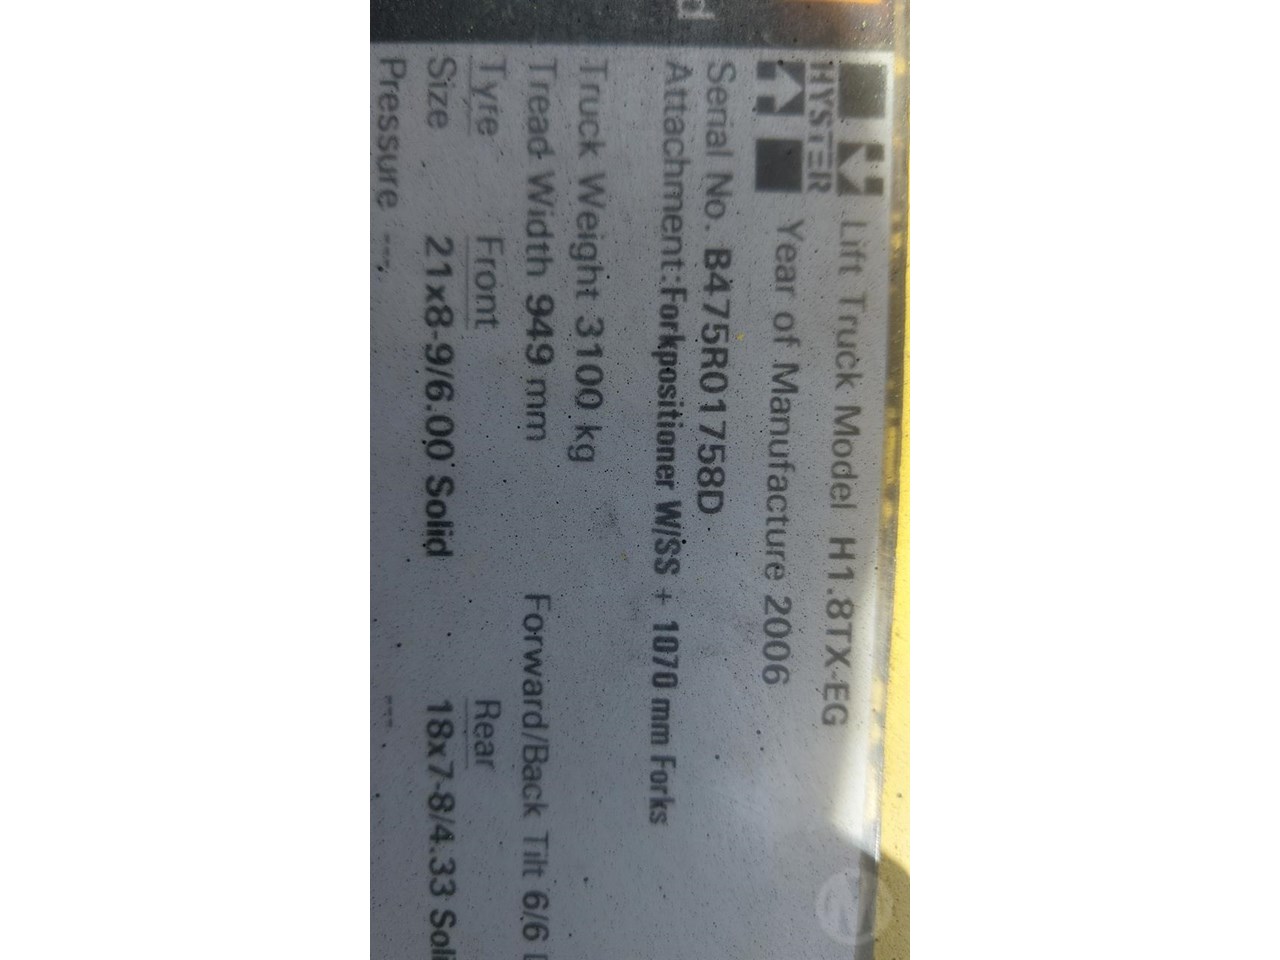 HYSTER
Lift Truck Model H1.8TX-EG
Year of Manufacture 2006
Serial No. B475R01758D
Attachment:Forkpositioner W/SS + 1070 mm Forks
Truck Weight 3100 kg
Tread Width 949 mm Forward/Back Tilt 6/6
Tyre Front Rear
Size 21x8-9/6.00 Solid 18x7-8/4.33 Soli
Pressure ---, ---